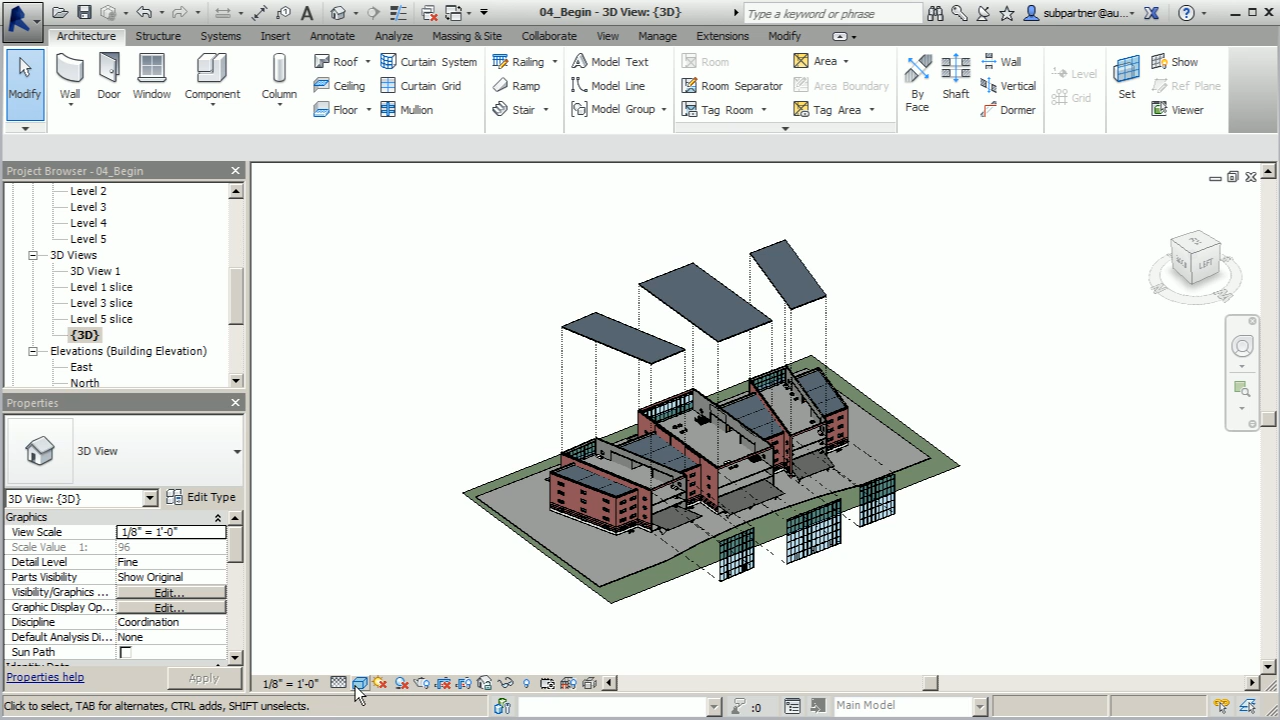 04_Begin - 3D View: {3D}
Type a keyword or phrase
subpartner@au...
Architecture Structure Systems Insert Annotate Analyze Massing & Site Collaborate View Manage Extensions Modify
Modify
Wall
Door
Window
Component
Column
Roof
Ceiling
Floor
Curtain System
Curtain Grid
Mullion
Railing
Ramp
Stair
Model Text
Model Line
Model Group
Room
Room Separator
Tag Room
Area
Area Boundary
Tag Area
By
Face
Shaft
Wall
Vertical
Dormer
Level
Grid
Set
Show
Ref Plane
Viewer
Project Browser - 04_Begin
Level 2
Level 3
Level 4
Level 5
3D Views
3D View 1
Level 1 slice
Level 3 slice
Level 5 slice
{3D}
Elevations (Building Elevation)
East
North
Properties
3D View
3D View: {3D}
Edit Type
Graphics
View Scale 1/8" = 1'-0"
Scale Value 1: 96
Detail Level Fine
Parts Visibility Show Original
Visibility/Graphics ... Edit...
Graphic Display Op... Edit...
Discipline Coordination
Default Analysis Di... None
Sun Path
Identity Data
Properties help
Apply
LEFT
1/8" = 1'-0"
Click to select, TAB for alternates, CTRL adds, SHIFT unselects.
:0
Main Model